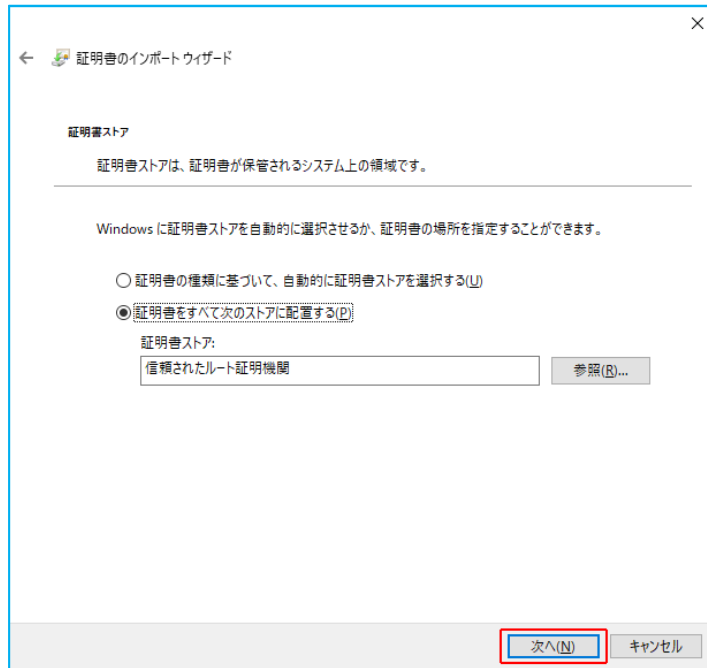 証明書のインポート ウィザード
証明書ストア
証明書ストアは、証明書が保管されるシステム上の領域です。
Windows に証明書ストアを自動的に選択させるか、証明書の場所を指定することができます。
証明書の種類に基づいて、自動的に証明書ストアを選択する(U)
証明書をすべて次のストアに配置する(P)
証明書ストア:
信頼されたルート証明機関
参照(R)...
次へ(N)
キャンセル